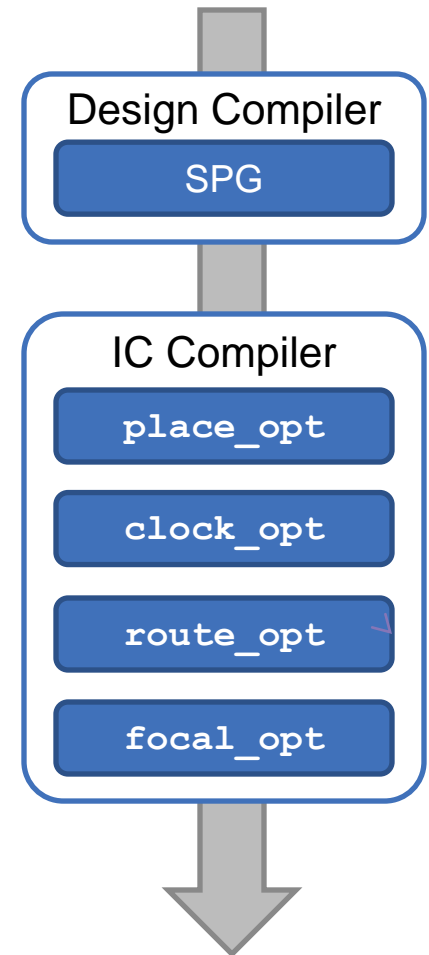 Design Compiler
SPG
IC Compiler
place_opt
clock_opt
route_opt
focal_opt